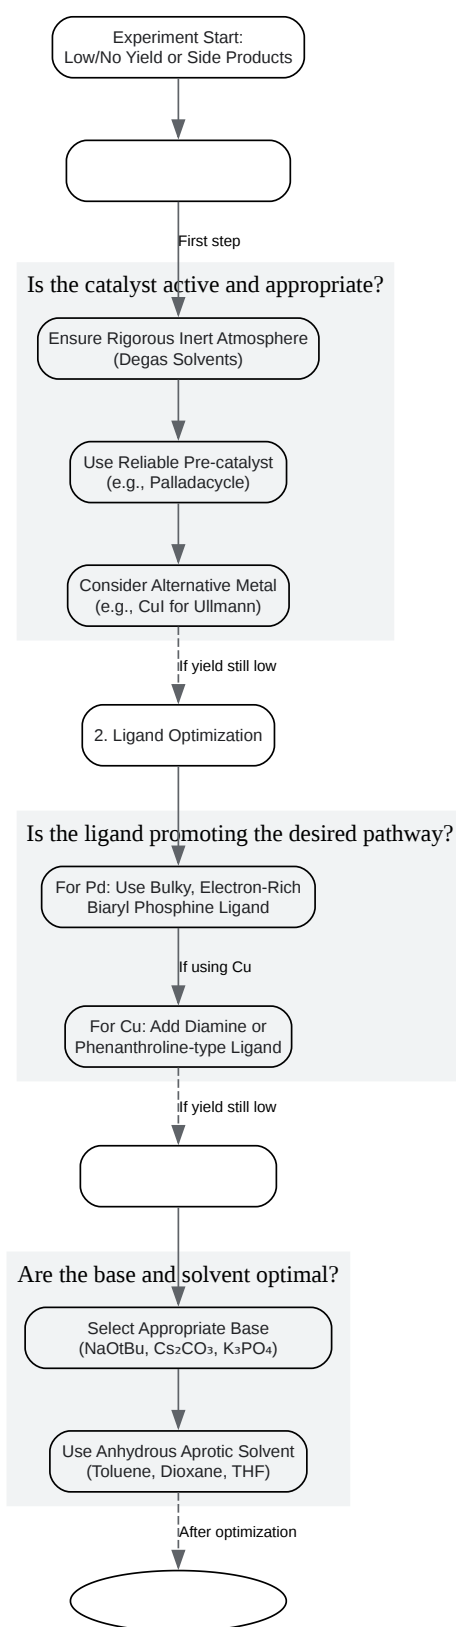 Experiment Start:
Low/No Yield or Side Products
First step
Is the catalyst active and appropriate?
Ensure Rigorous Inert Atmosphere
(Degas Solvents)
Use Reliable Pre-catalyst
(e.g., Palladacycle)
Consider Alternative Metal
(e.g., CuI for Ullmann)
If yield still low
2. Ligand Optimization
Is the ligand promoting the desired pathway?
For Pd: Use Bulky, Electron-Rich
Biaryl Phosphine Ligand
If using Cu
For Cu: Add Diamine or
Phenanthroline-type Ligand
If yield still low
Are the base and solvent optimal?
Select Appropriate Base
(NaOtBu, Cs₂CO₃, K₃PO₄)
Use Anhydrous Aprotic Solvent
(Toluene, Dioxane, THF)
After optimization